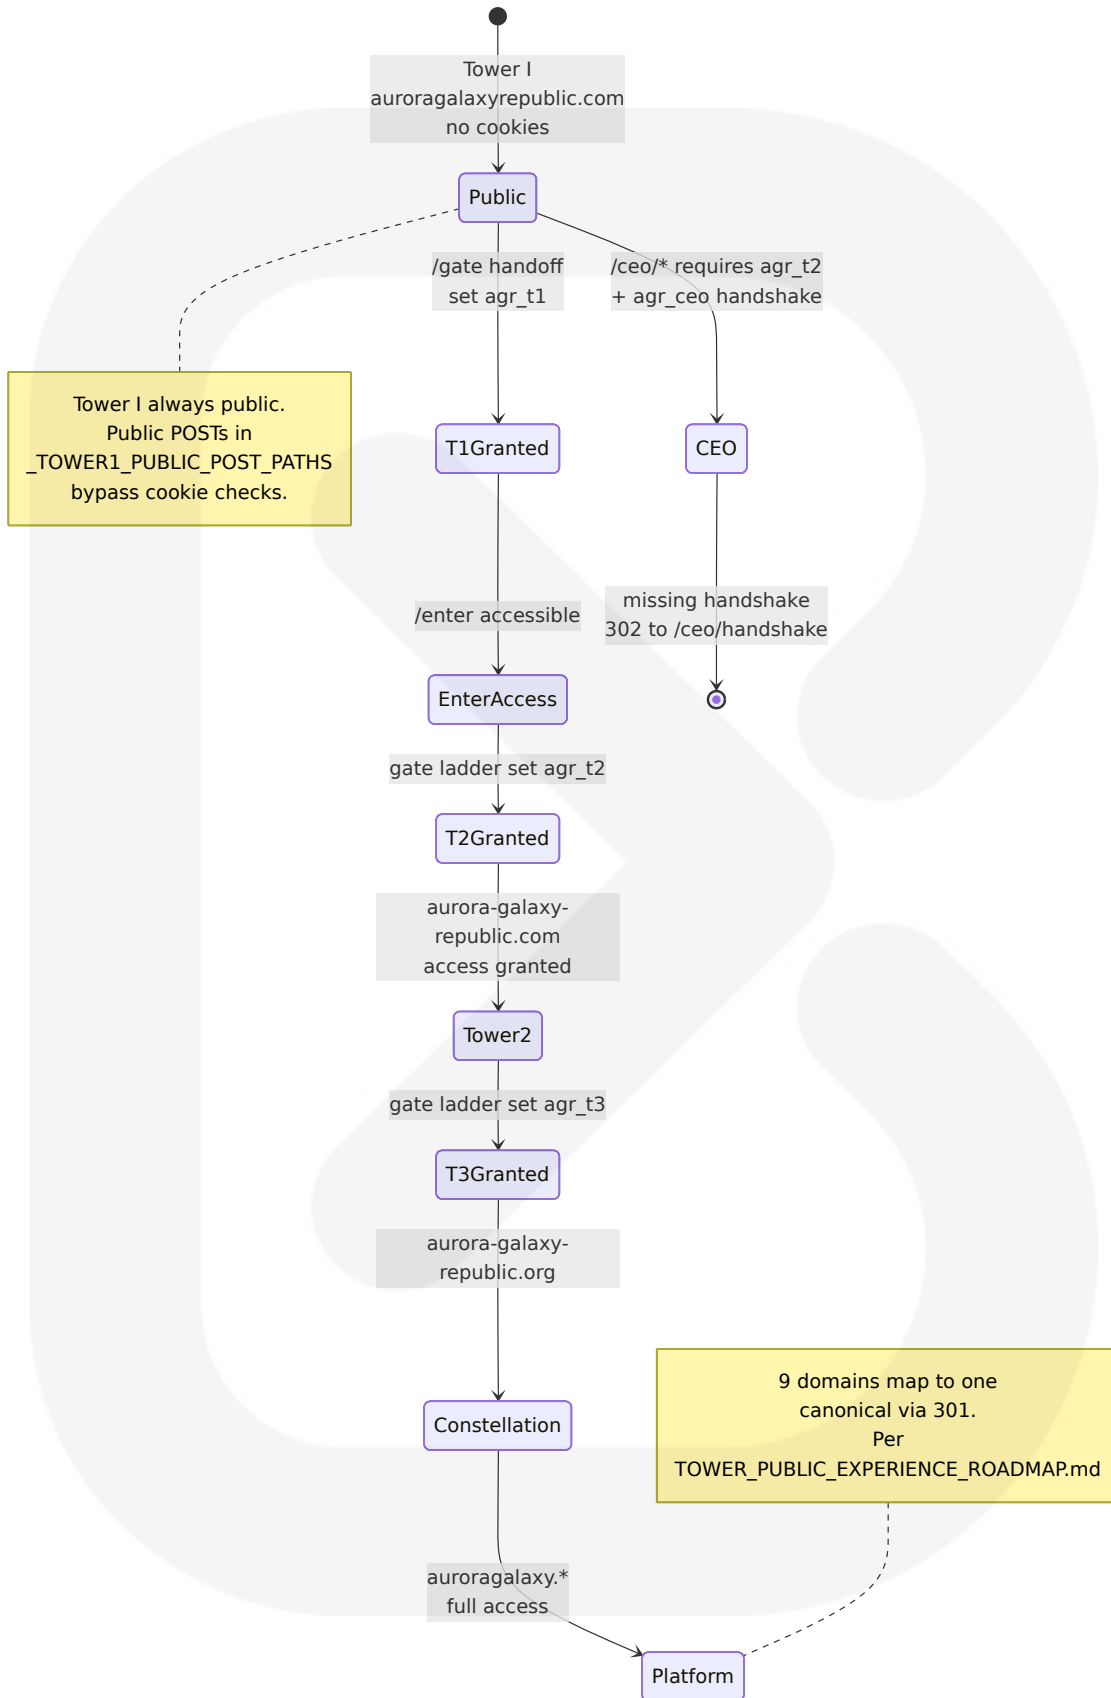 Tower I
auroragalaxyrepublic.com
no cookies
Public
/gate handoff
set agr_t1
/ceo/* requires agr_t2
+ agr_ceo handshake
Tower I always public.
Public POSTs in
_TOWER1_PUBLIC_POST_PATHS
bypass cookie checks.
T1Granted
CEO
/enter accessible
missing handshake
302 to /ceo/handshake
EnterAccess
gate ladder set agr_t2
T2Granted
aurora-galaxy-
republic.com
access granted
Tower2
gate ladder set agr_t3
T3Granted
aurora-galaxy-
republic.org
9 domains map to one
canonical via 301.
Per
TOWER_PUBLIC_EXPERIENCE_ROADMAP.md
Constellation
auroragalaxy.*
full access
Platform